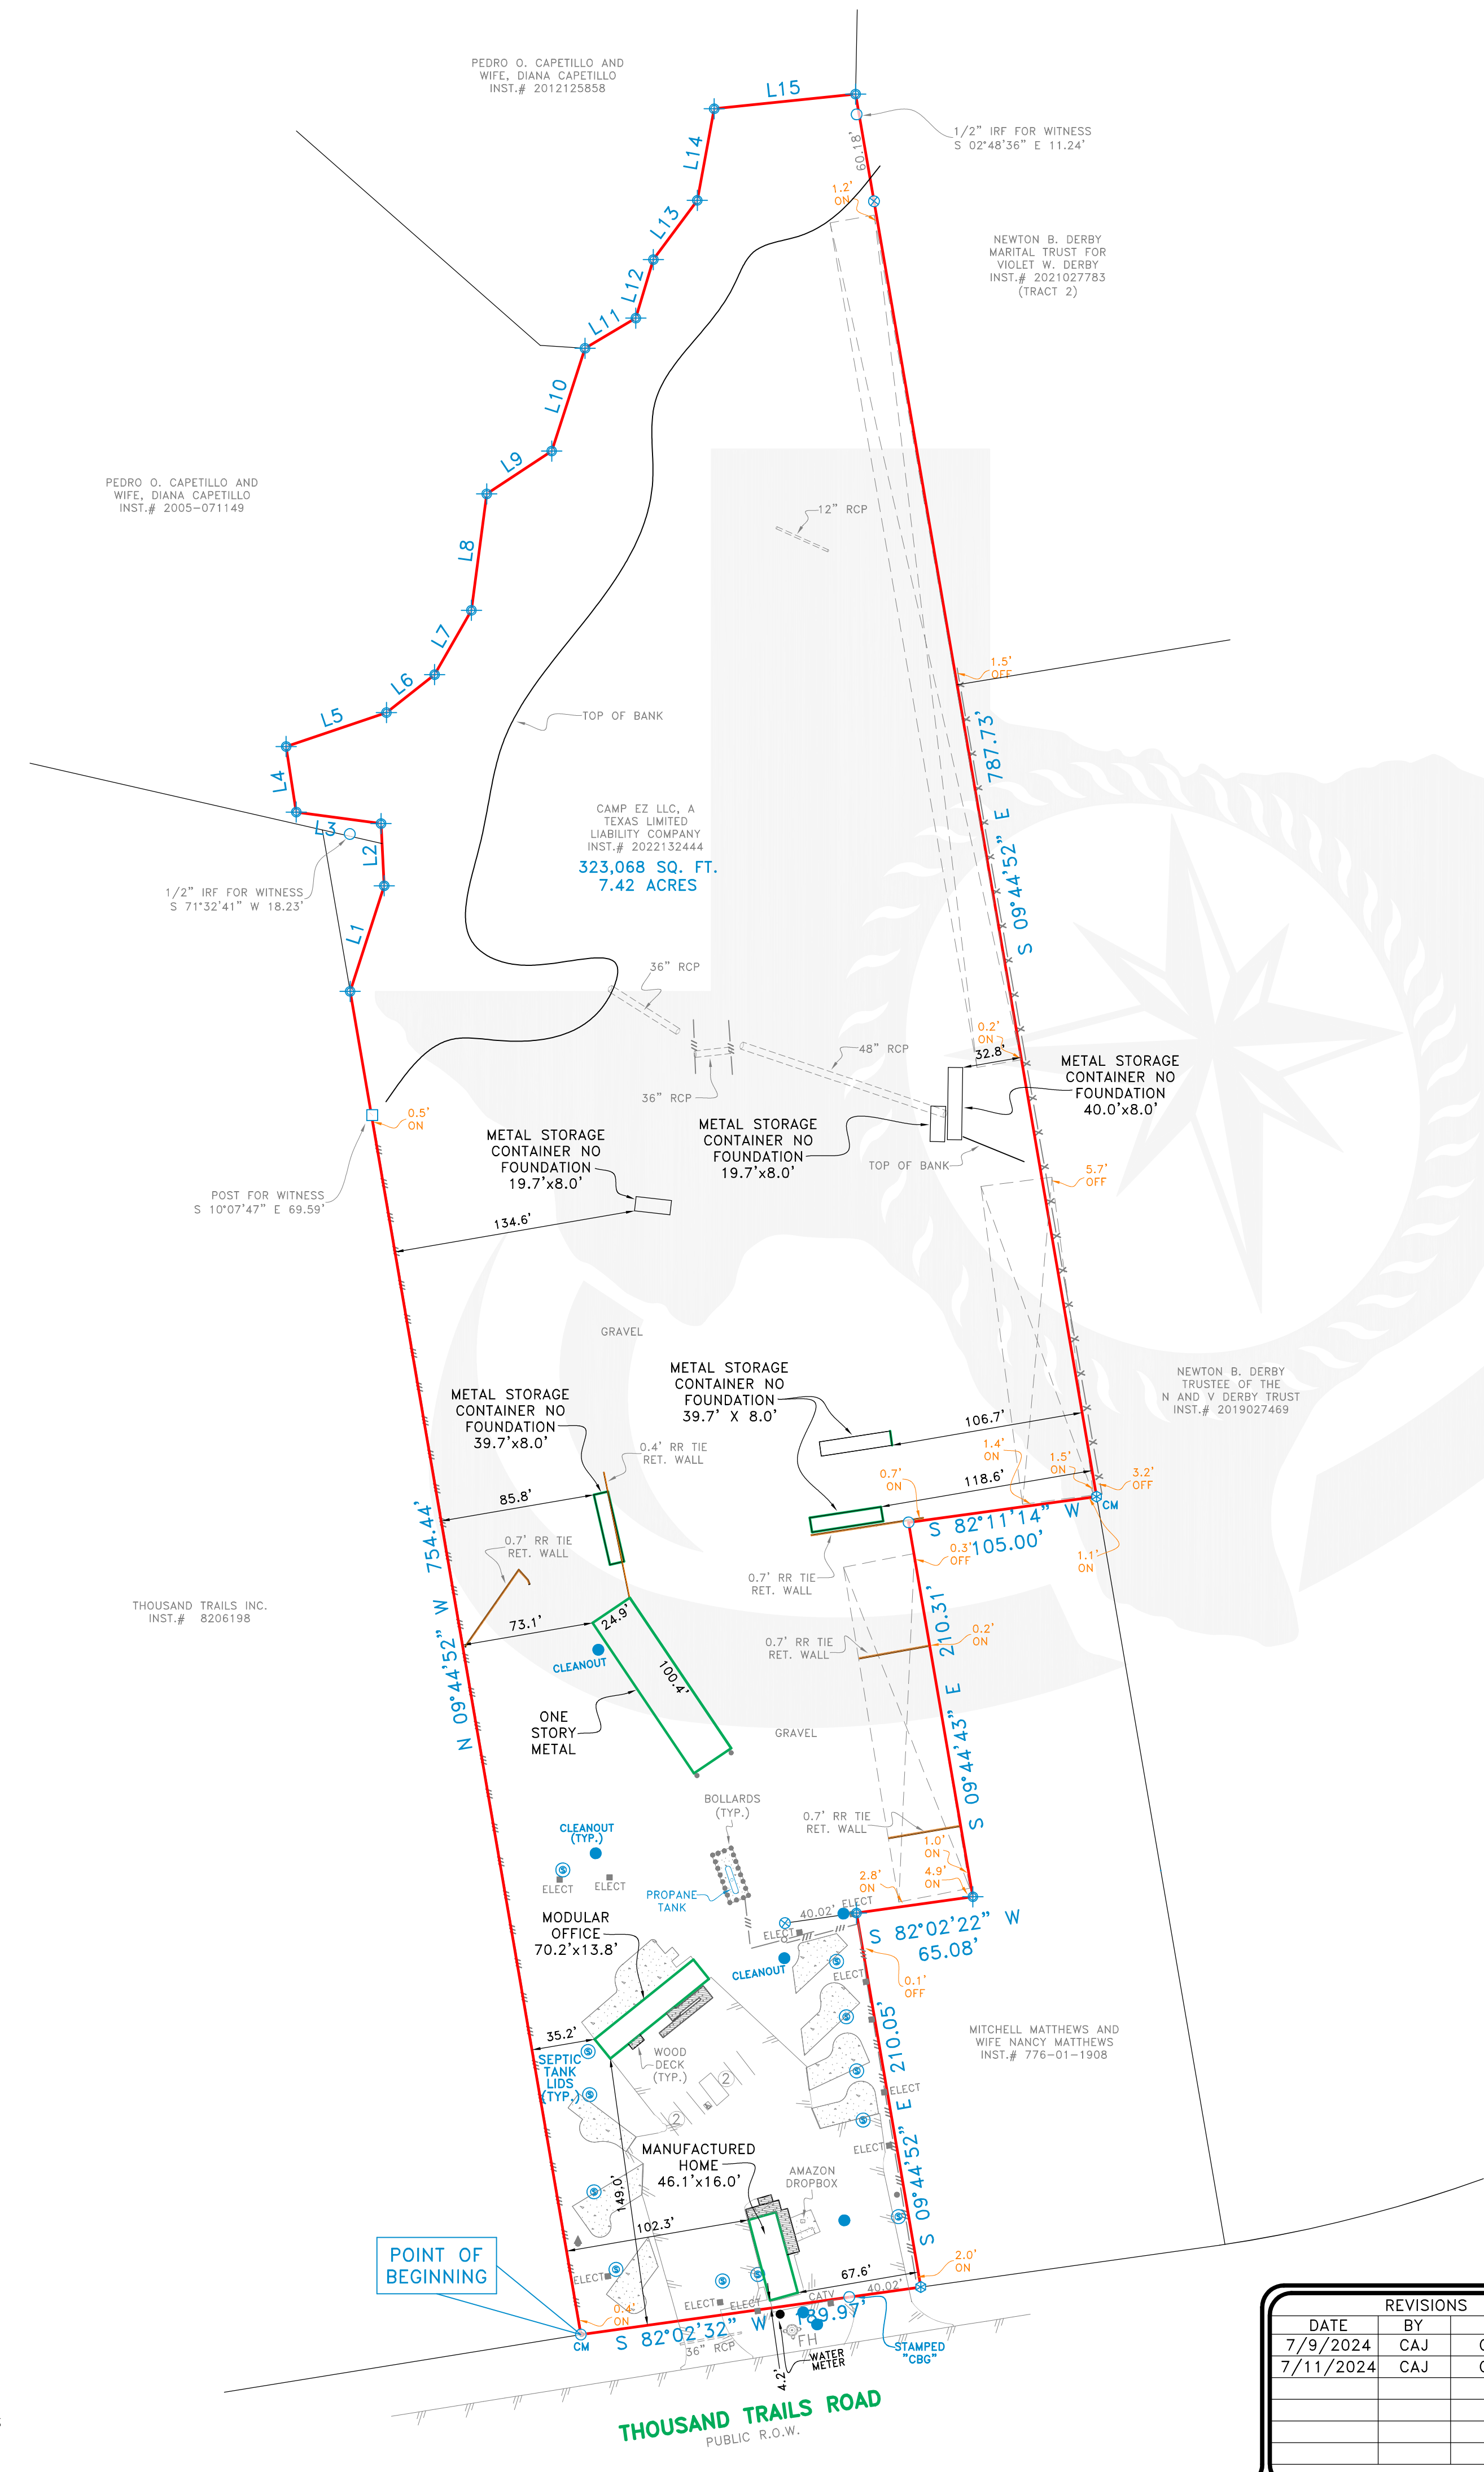 PEDRO O. CAPETILLO AND
WIFE, DIANA CAPETILLO
INST.# 2012125858
L15
L14
60.18'
1/2" IRF FOR WITNESS
S 02°48'36" E 11.24'
1.2'
ON
L13
L12
L11
NEWTON B. DERBY
MARITAL TRUST FOR
VIOLET W. DERBY
INST.# 2021027783
(TRACT 2)
L10
L9
PEDRO O. CAPETILLO AND
WIFE, DIANA CAPETILLO
INST.# 2005-071149
12" RCP
L8
L7
L6
L5
1.5'
OFF
TOP OF BANK
L4
L3
L2
L1
S 09°44'52" E 787.73'
CAMP EZ LLC, A
TEXAS LIMITED
LIABILITY COMPANY
INST.# 2022132444
323,068 SQ. FT.
7.42 ACRES
1/2" IRF FOR WITNESS
S 71°32'41" W 18.23'
36" RCP
0.2'
ON
32.8'
48" RCP
METAL STORAGE
CONTAINER NO
FOUNDATION
40.0'x8.0'
36" RCP
0.5'
ON
METAL STORAGE
CONTAINER NO
FOUNDATION
19.7'x8.0'
METAL STORAGE
CONTAINER NO
FOUNDATION
19.7'x8.0'
TOP OF BANK
5.7'
OFF
POST FOR WITNESS
S 10°07'47" E 69.59'
134.6'
GRAVEL
METAL STORAGE
CONTAINER NO
FOUNDATION
39.7' X 8.0'
METAL STORAGE
CONTAINER NO
FOUNDATION
39.7'x8.0'
NEWTON B. DERBY
TRUSTEE OF THE
N AND V DERBY TRUST
INST.# 2019027469
106.7'
0.4' RR TIE
RET. WALL
1.4'
ON
1.5'
ON
0.7'
ON
3.2'
OFF
118.6'
85.8'
CM
S 82°11'14" W
105.00'
0.7' RR TIE
RET. WALL
0.3'
OFF
1.1'
ON
0.7' RR TIE
RET. WALL
N 09°44'52" W 754.44'
THOUSAND TRAILS INC.
INST.# 8206198
73.1'
24.9'
0.7' RR TIE
RET. WALL
0.2'
ON
CLEANOUT
100.4'
S 09°44'43" E 210.31'
ONE
STORY
METAL
GRAVEL
BOLLARDS
(TYP.)
0.7' RR TIE
RET. WALL
CLEANOUT
(TYP.)
1.0'
ON
S
ELECT
ELECT
PROPANE
TANK
2.8'
ON
4.9'
ON
40.02'
ELECT
MODULAR
OFFICE
70.2'x13.8'
ELECT
S 82°02'22" W
65.08'
CLEANOUT
S
ELECT
0.1'
OFF
S
35.2'
S
SEPTIC
TANK
LIDS
(TYP.)
S
WOOD
DECK
(TYP.)
2
2
MITCHELL MATTHEWS AND
WIFE NANCY MATTHEWS
INST.# 776-01-1908
S
ELECT
S
ELECT
S 09°44'52" E 210.05'
MANUFACTURED
HOME
46.1'x16.0'
AMAZON
DROPBOX
S
149.0'
S
102.3'
POINT OF
BEGINNING
2.0'
ON
67.6'
S
ELECT
S
S
40.02'
0.4'
ON
ELECT
ELECT
CATV
CM
S 82°02'32" W 189.97'
36" RCP
FH
STAMPED
"CBG"
WATER
METER
4.2'
THOUSAND TRAILS ROAD
PUBLIC R.O.W.
REVISIONS
DATE BY
7/9/2024 CAJ
7/11/2024 CAJ